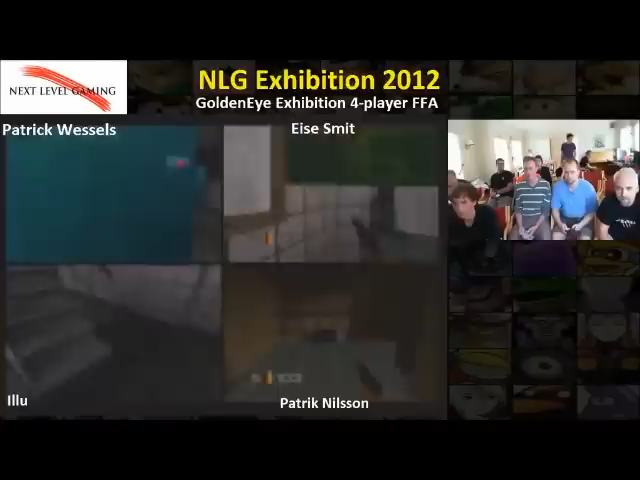 NEXT LEVEL GAMING
NLG Exhibition 2012
GoldenEye Exhibition 4-player FFA
Patrick Wessels
Eise Smit
Illu
Patrik Nilsson